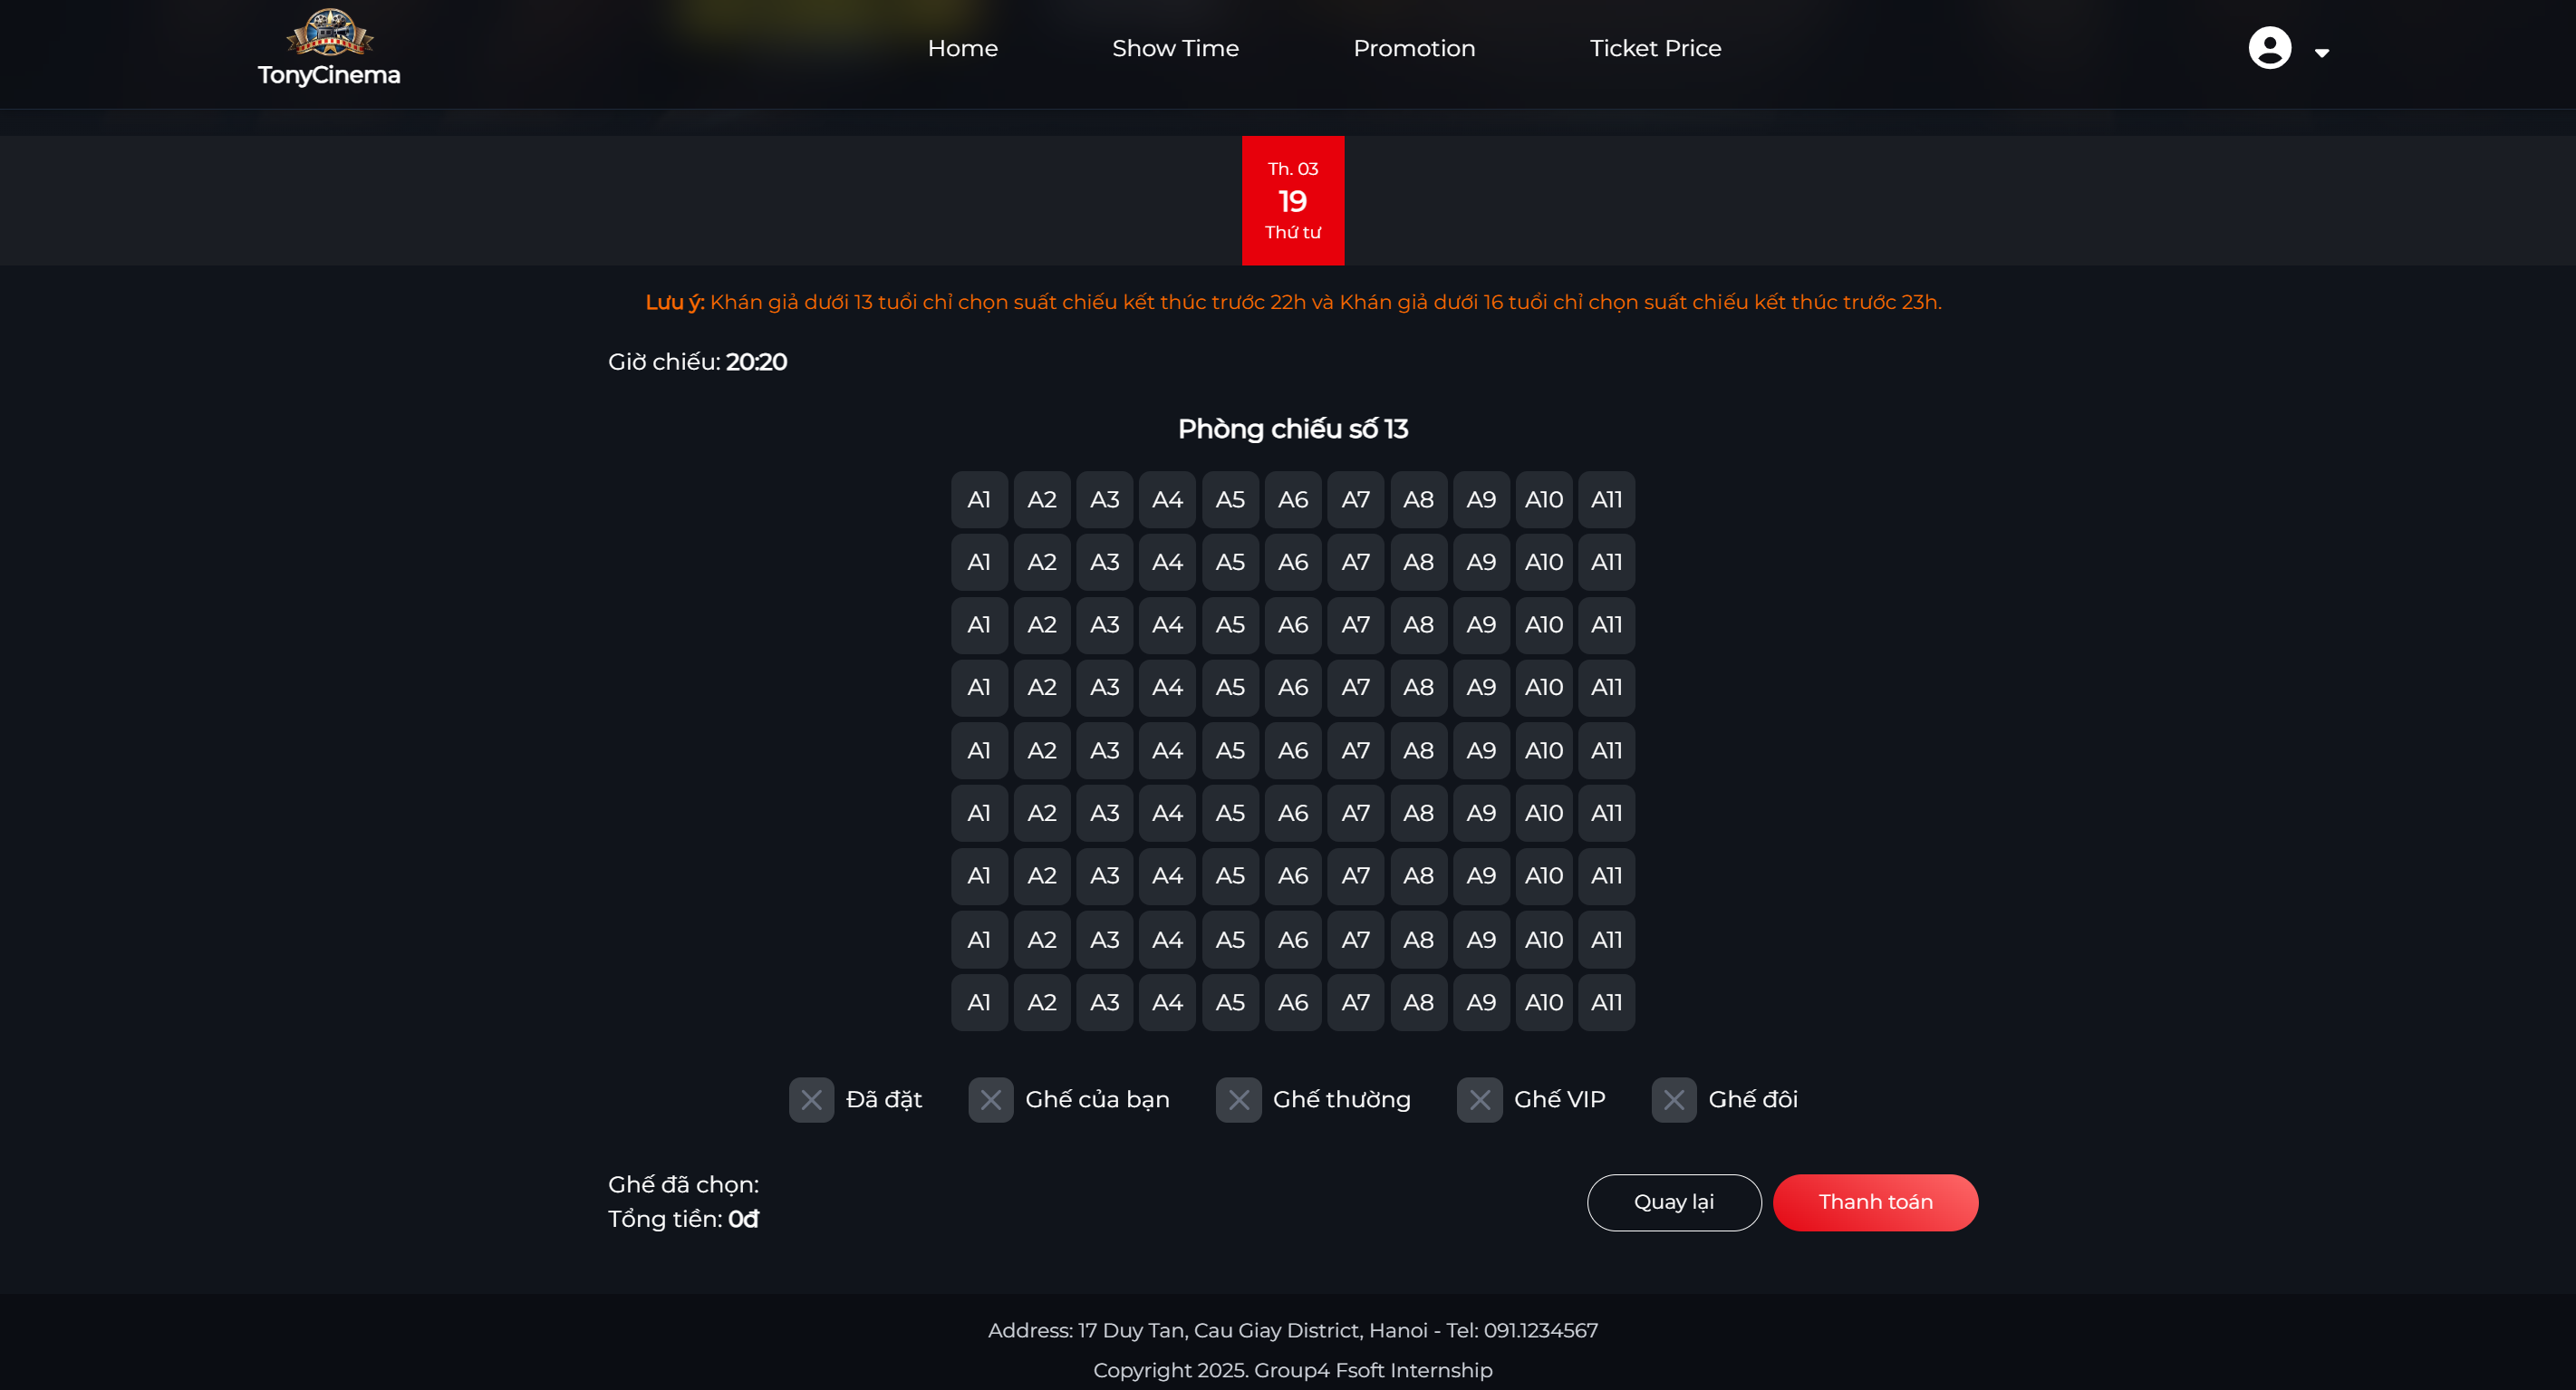 TonyCinema
Home Show Time Promotion Ticket Price
Th. 03
19
Thứ tư
Lưu ý: Khán giả dưới 13 tuổi chỉ chọn suất chiếu kết thúc trước 22h và Khán giả dưới 16 tuổi chỉ chọn suất chiếu kết thúc trước 23h.
Giờ chiếu: 20:20
Phòng chiếu số 13
A1 A2 A3 A4 A5 A6 A7 A8 A9 A10 A11
A1 A2 A3 A4 A5 A6 A7 A8 A9 A10 A11
A1 A2 A3 A4 A5 A6 A7 A8 A9 A10 A11
A1 A2 A3 A4 A5 A6 A7 A8 A9 A10 A11
A1 A2 A3 A4 A5 A6 A7 A8 A9 A10 A11
A1 A2 A3 A4 A5 A6 A7 A8 A9 A10 A11
A1 A2 A3 A4 A5 A6 A7 A8 A9 A10 A11
A1 A2 A3 A4 A5 A6 A7 A8 A9 A10 A11
A1 A2 A3 A4 A5 A6 A7 A8 A9 A10 A11
Đã đặt Ghế của bạn Ghế thường Ghế VIP Ghế đôi
Ghế đã chọn:
Tổng tiền: 0đ
Quay lại Thanh toán
Address: 17 Duy Tan, Cau Giay District, Hanoi - Tel: 091.1234567
Copyright 2025. Group4 Fsoft Internship